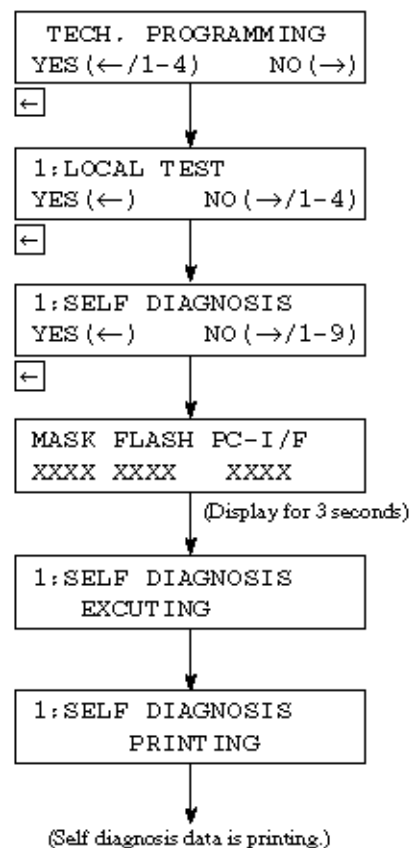 TECH. PROGRAMMING
YES(←/1-4) NO(→)
←
1:LOCAL TEST
YES(←) NO(→/1-4)
←
1:SELF DIAGNOSIS
YES(←) NO(→/1-9)
←
MASK FLASH PC-I/F
XXXX XXXX XXXX
(Display for 3 seconds)
1:SELF DIAGNOSIS
EXCUTING
1:SELF DIAGNOSIS
PRINTING
(Self diagnosis data is printing.)